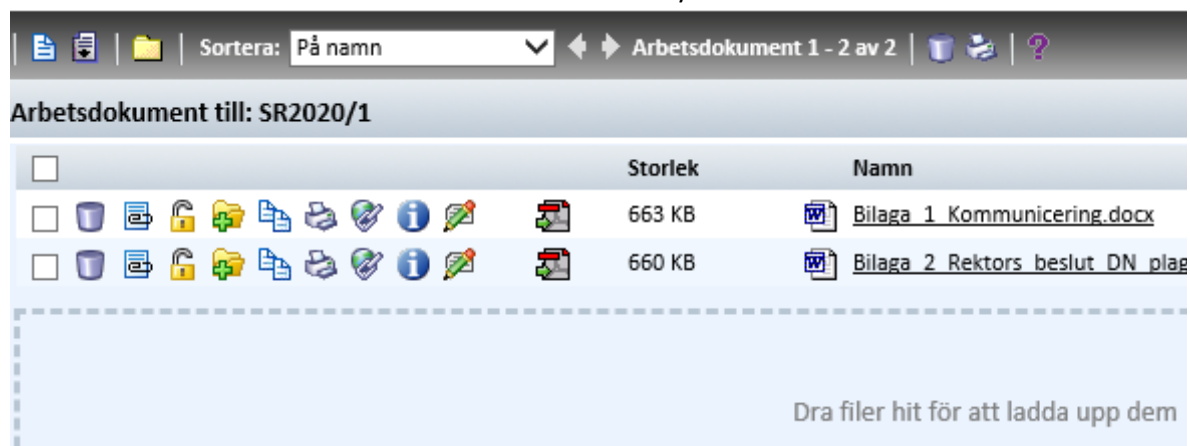 Sortera: På namn Arbetsdokument 1 - 2 av 2
Arbetsdokument till: SR2020/1
Storlek Namn
663 KB Bilaga_1_Kommunicering.docx
660 KB Bilaga_2_Rektors_beslut_DN_plag
Dra filer hit för att ladda upp dem